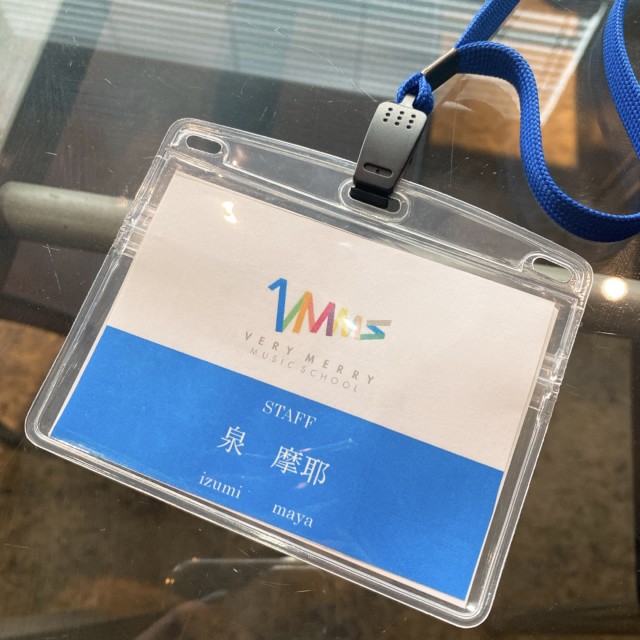 VMMS
VERY MERRY
MUSIC SCHOOL
STAFF
泉 摩耶
izumi maya